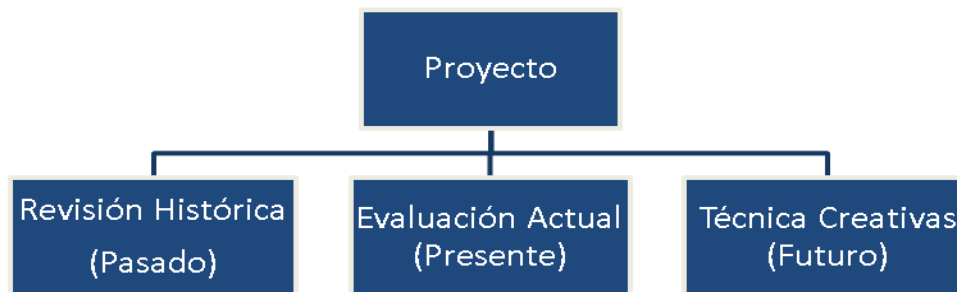 Proyecto
Revisión Histórica
(Pasado)
Evaluación Actual
(Presente)
Técnica Creativas
(Futuro)